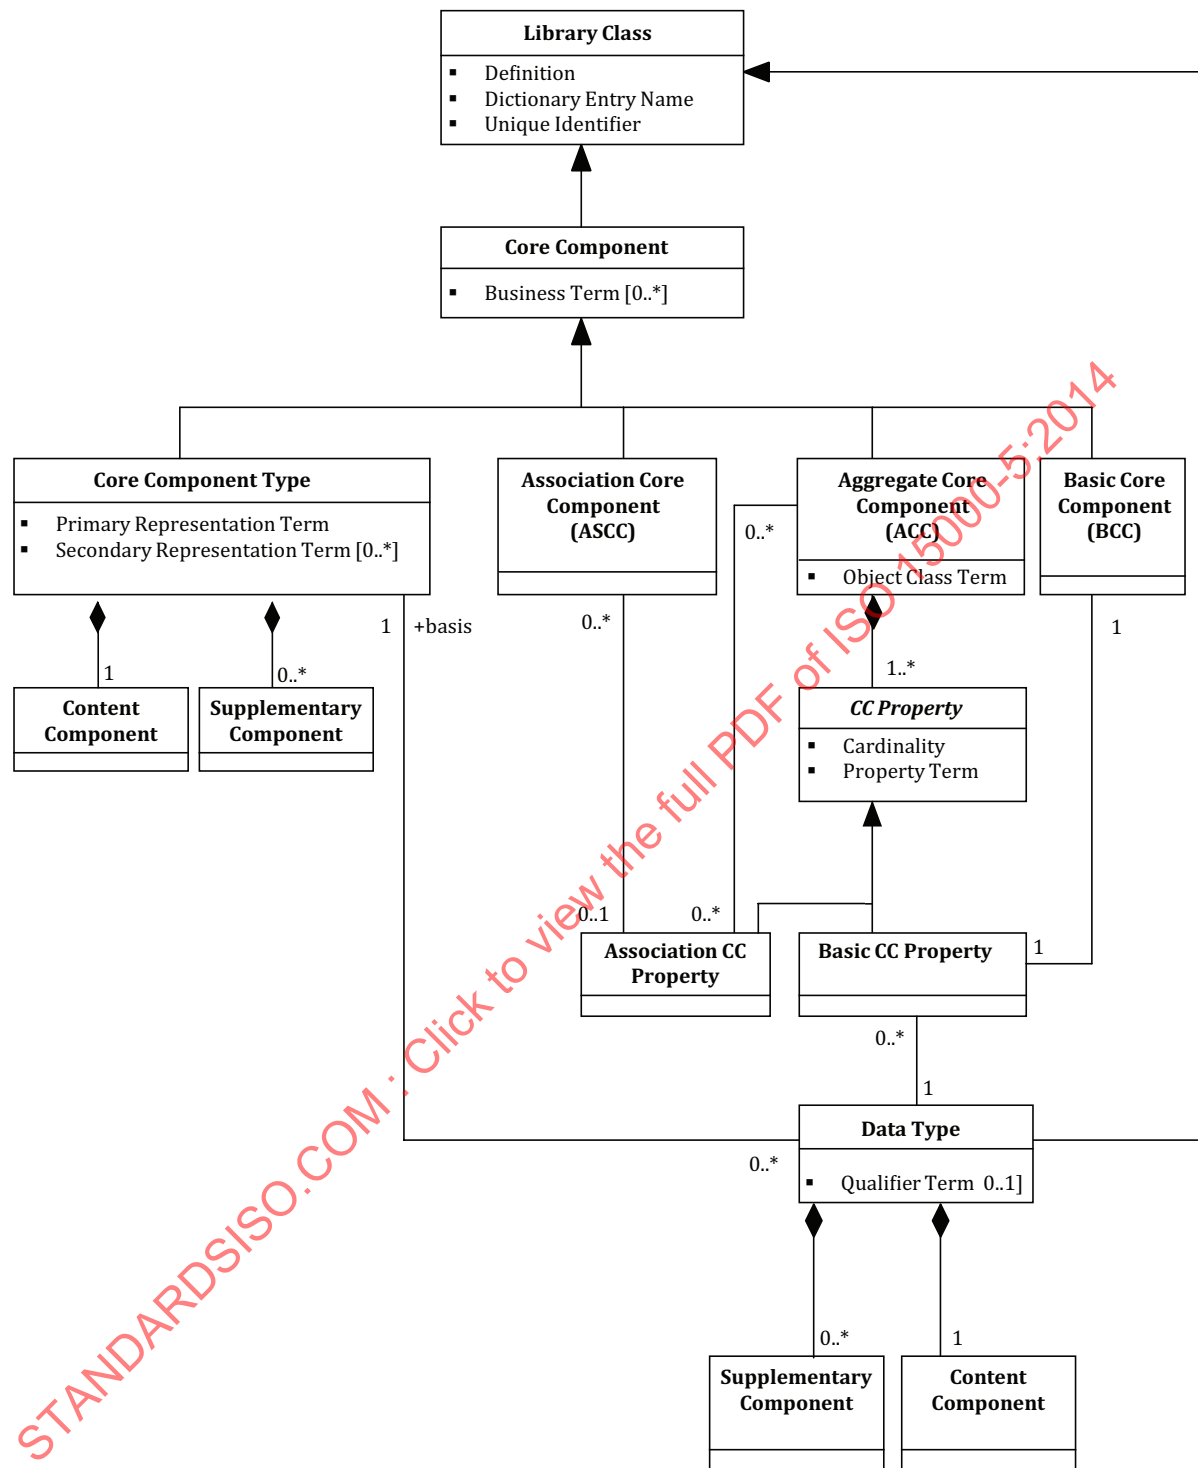 Library Class
▪ Definition
▪ Dictionary Entry Name
▪ Unique Identifier
Core Component
▪ Business Term [0..*]
Core Component Type
▪ Primary Representation Term
▪ Secondary Representation Term [0..*]
Association Core
Component
(ASCC)
Aggregate Core
Component
(ACC)
▪ Object Class Term
Basic Core
Component
(BCC)
0..*
1 +basis
0..*
1
1
0..*
1..*
Content
Component
Supplementary
Component
CC Property
▪ Cardinality
▪ Property Term
0..1
0..*
Association CC
Property
Basic CC Property
1
0..*
1
Data Type
▪ Qualifier Term 0..1]
0..*
0..*
1
Supplementary
Component
Content
Component
STANDARDSISO.COM : Click to view the full PDF of ISO 15000-5:2014